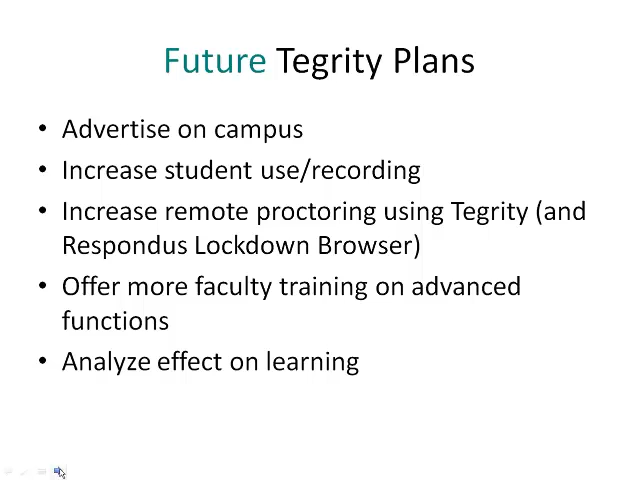 Future Tegrity Plans
• Advertise on campus
• Increase student use/recording
• Increase remote proctoring using Tegrity (and
Respondus Lockdown Browser)
• Offer more faculty training on advanced
functions
• Analyze effect on learning